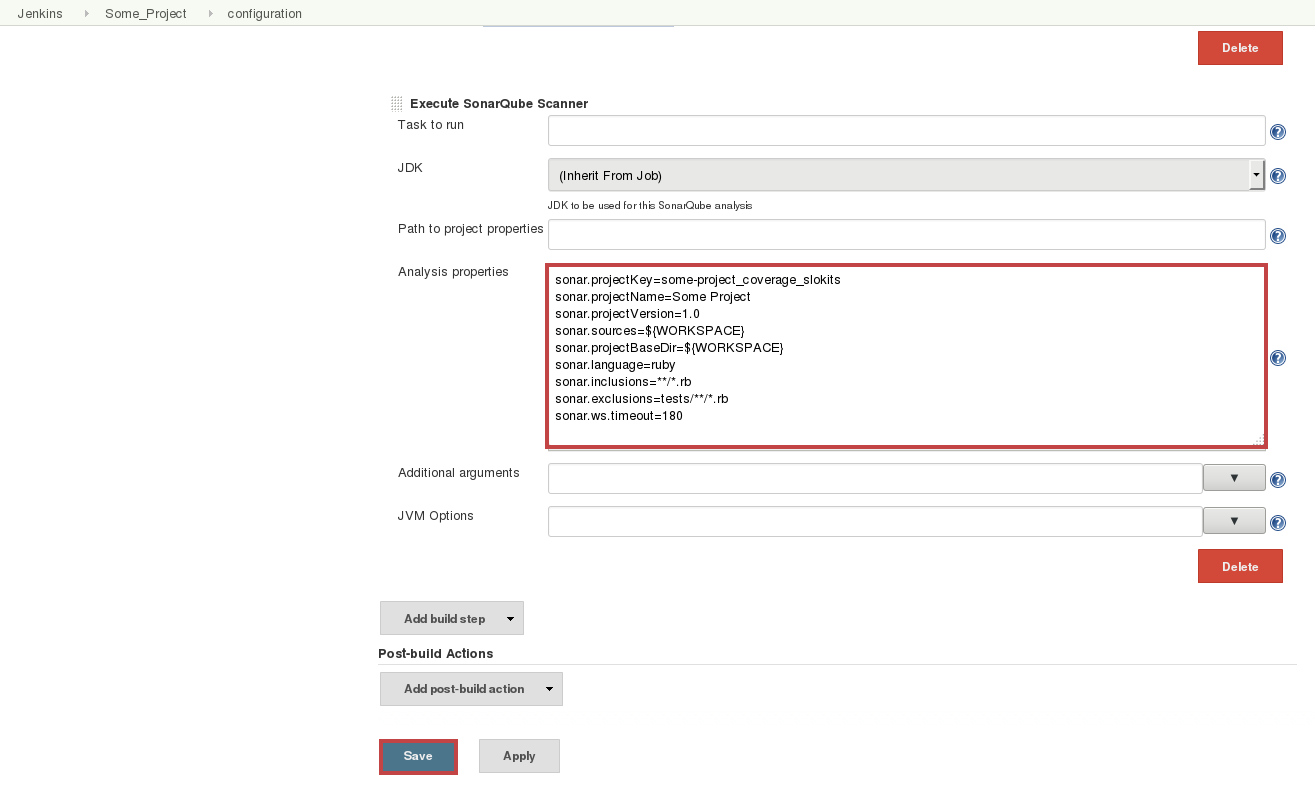 Jenkins Some_Project configuration
Delete
Execute SonarQube Scanner
Task to run
JDK (Inherit From Job)
JDK to be used for this SonarQube analysis
Path to project properties
Analysis properties
sonar.projectKey=some-project_coverage_slokits
sonar.projectName=Some Project
sonar.projectVersion=1.0
sonar.sources=${WORKSPACE}
sonar.projectBaseDir=${WORKSPACE}
sonar.language=ruby
sonar.inclusions=**/*.rb
sonar.exclusions=tests/**/*.rb
sonar.ws.timeout=180
Additional arguments
JVM Options
Delete
Add build step
Post-build Actions
Add post-build action
Save Apply